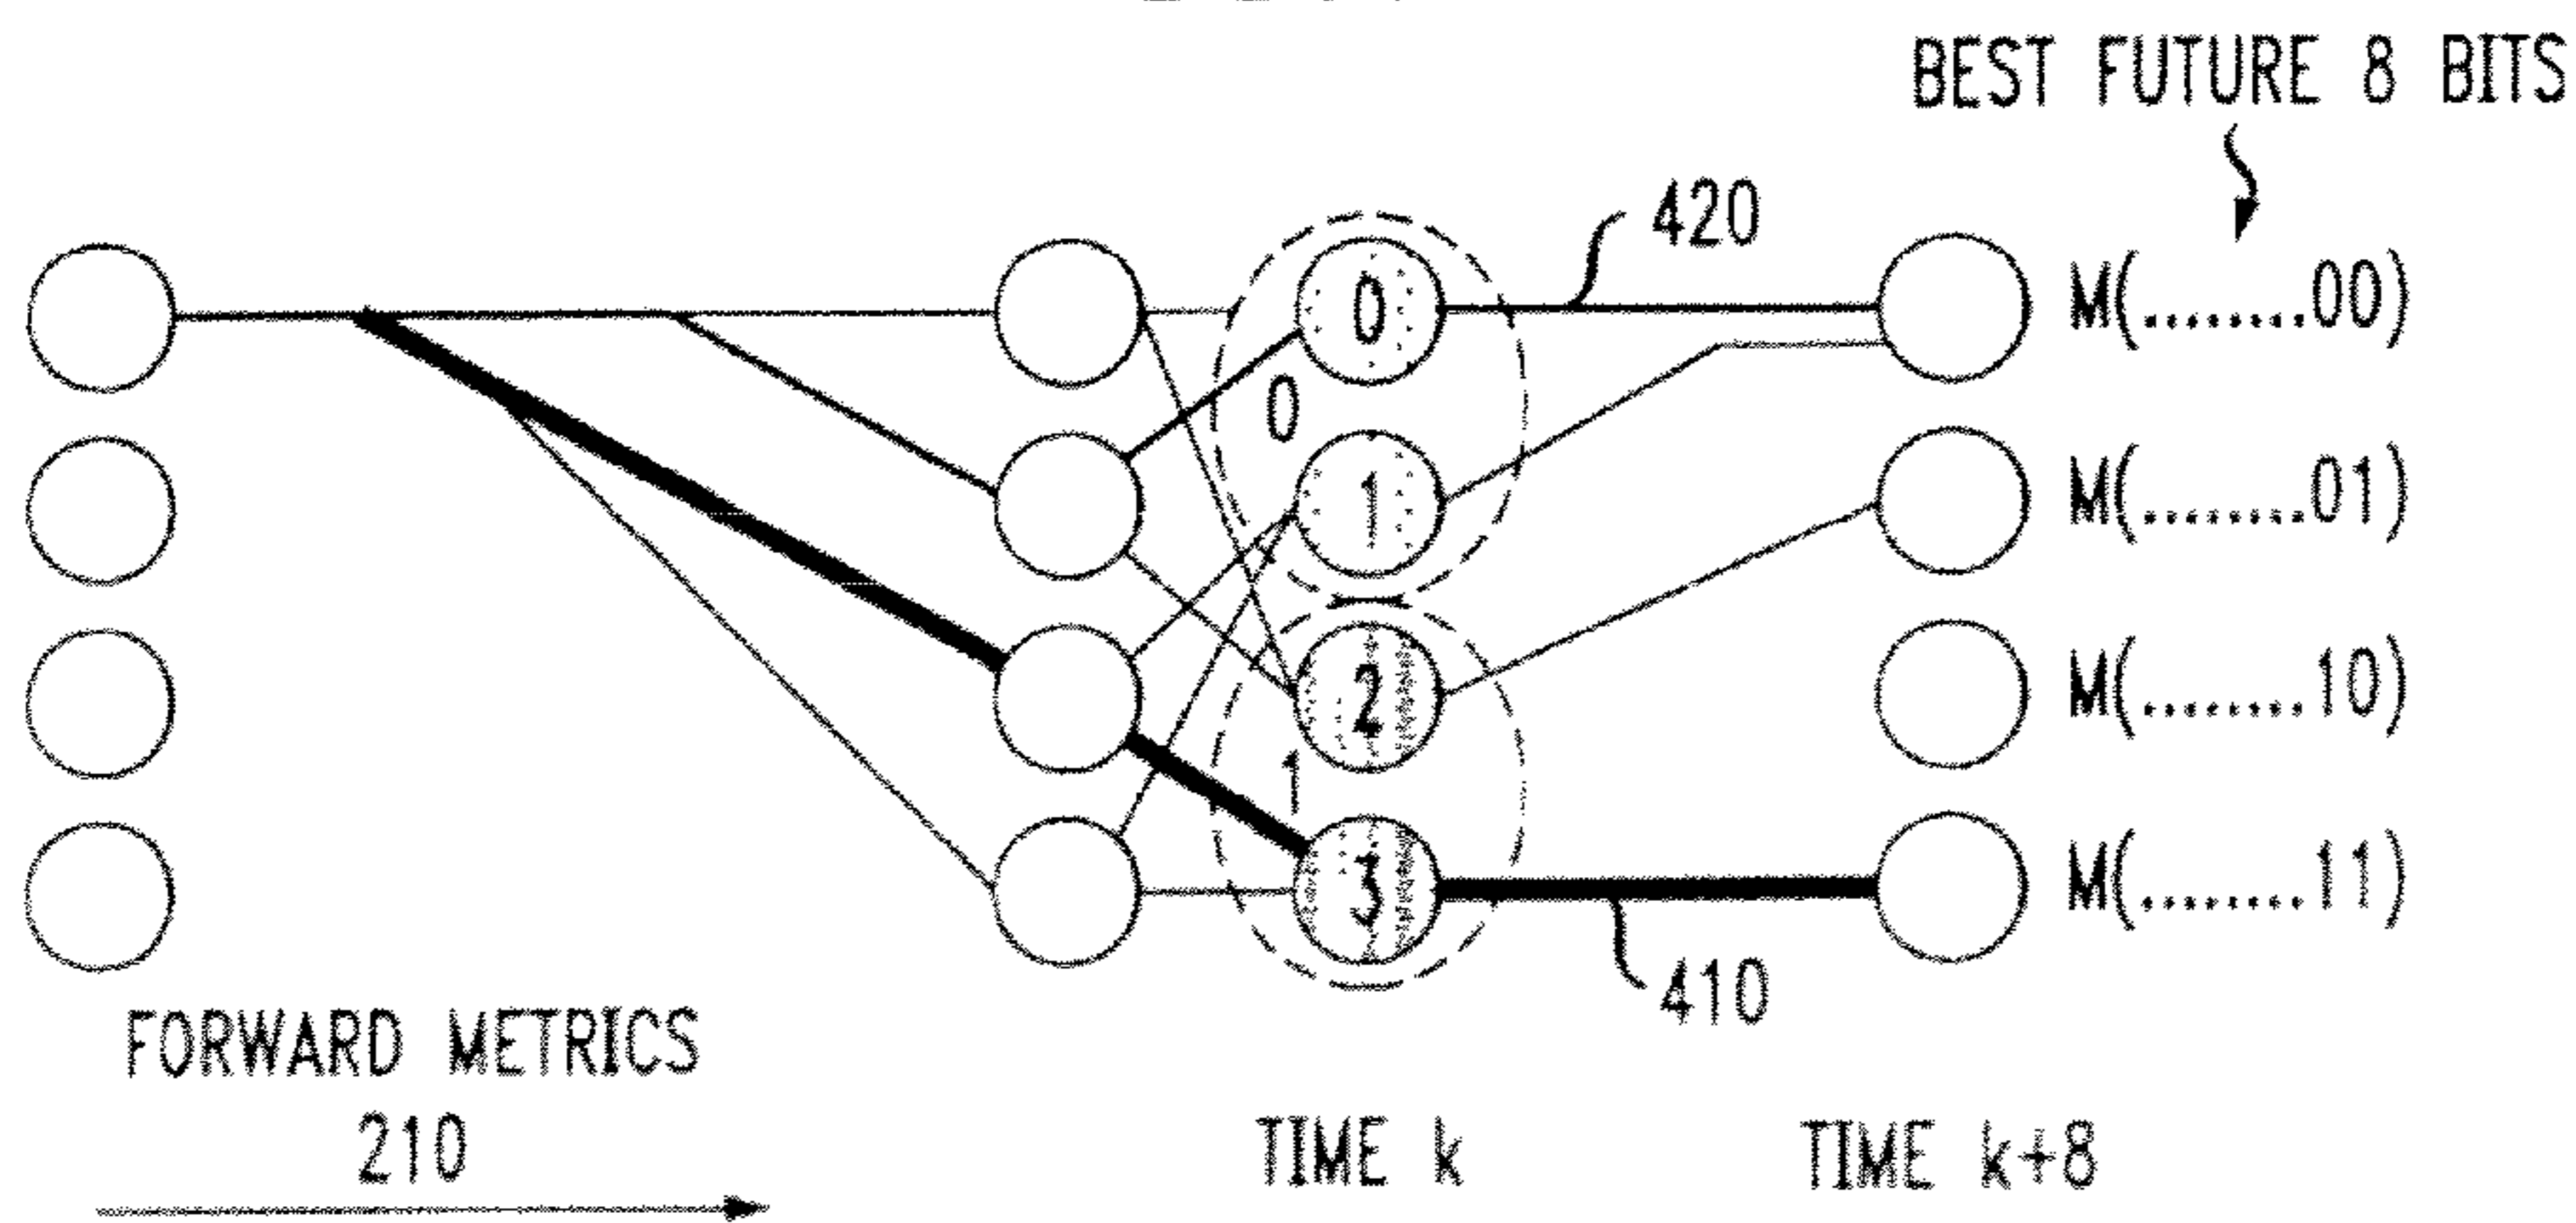 BEST FUTURE 8 BITS
420
0
M(........00)
0
1
M(........01)
2
M(........10)
1
3
M(........11)
410
FORWARD METRICS
210
TIME k
TIME k+8